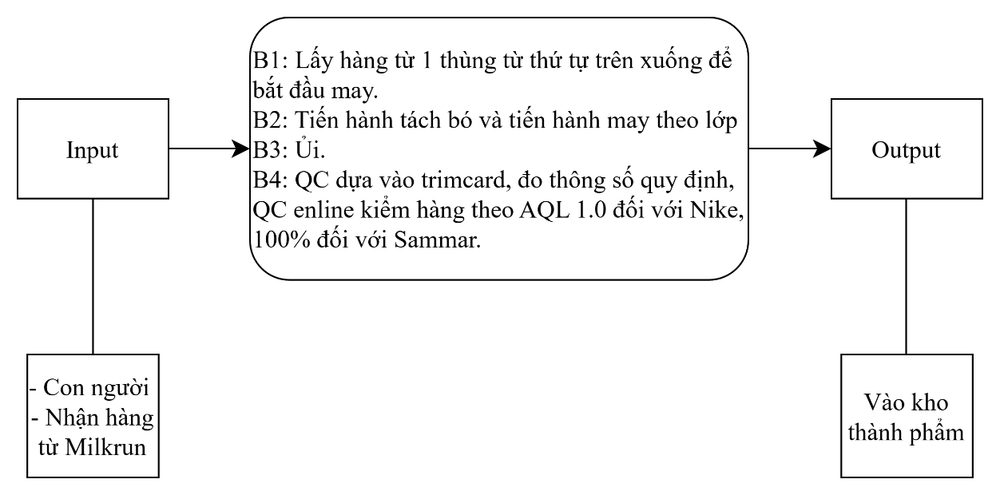 B1: Lấy hàng từ 1 thùng từ thứ tự trên xuống để
bắt đầu may.
B2: Tiến hành tách bó và tiến hành may theo lớp
B3: Ủi.
B4: QC dựa vào trimcard, đo thông số quy định,
QC enline kiểm hàng theo AQL 1.0 đối với Nike,
100% đối với Sammar.
Input
Output
- Con người
- Nhận hàng
từ Milkrun
Vào kho
thành phẩm